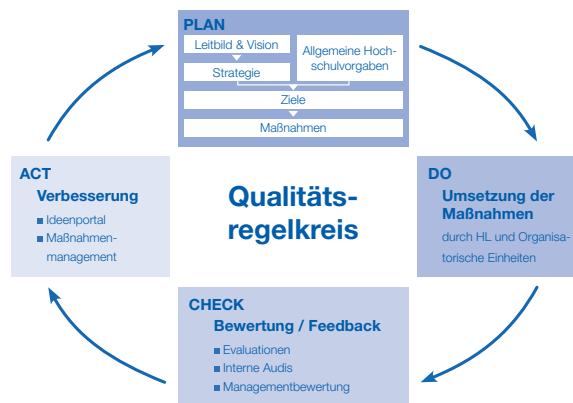 PLAN
Leitbild & Vision
Allgemeine Hoch-
schulvorgaben
Strategie
Ziele
Maßnahmen
DO
Umsetzung der
Maßnahmen
durch HL und Organisa-
torische Einheiten
CHECK
Bewertung / Feedback
Evaluationen
Interne Audis
Managementbewertung
ACT
Verbesserung
Ideenportal
Maßnahmen-
management
Qualitäts-
regelkreis